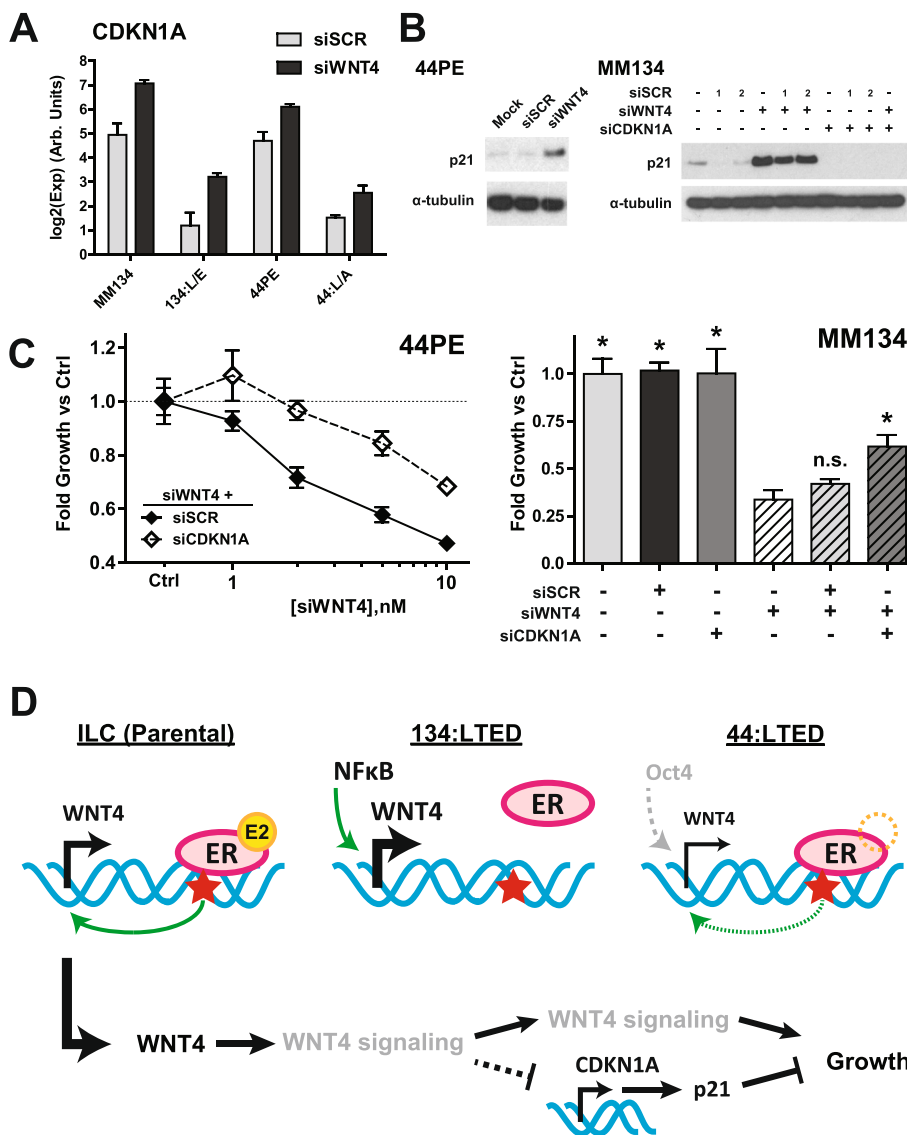 A
CDKN1A
siSCR
siWNT4
log2(Exp) (Arb. Units)
7
6
5
4
3
2
1
0
MM134
134:L/E
44PE
44:L/A
B
44PE
Mock
siSCR
siWNT4
p21
α-tubulin
MM134
siSCR - 1 2 - 1 2 - 1 2 -
siWNT4 - - - + + + - - - +
siCDKN1A - - - - - - + + + +
p21
α-tubulin
C
44PE
Fold Growth vs Ctrl
1.2
1.0
0.8
0.6
0.4
siWNT4 +
siSCR
siCDKN1A
Ctrl 1 10
[siWNT4],nM
MM134
Fold Growth vs Ctrl
1.0
0.75
0.50
0.25
0.0
* * * n.s. *
siSCR - + - - + -
siWNT4 - - - + + +
siCDKN1A - - + - - +
D
ILC (Parental)
WNT4
ER
E2
134:LTED
NFκB
WNT4
ER
44:LTED
Oct4
WNT4
ER
WNT4
WNT4 signaling
WNT4 signaling
CDKN1A
p21
Growth